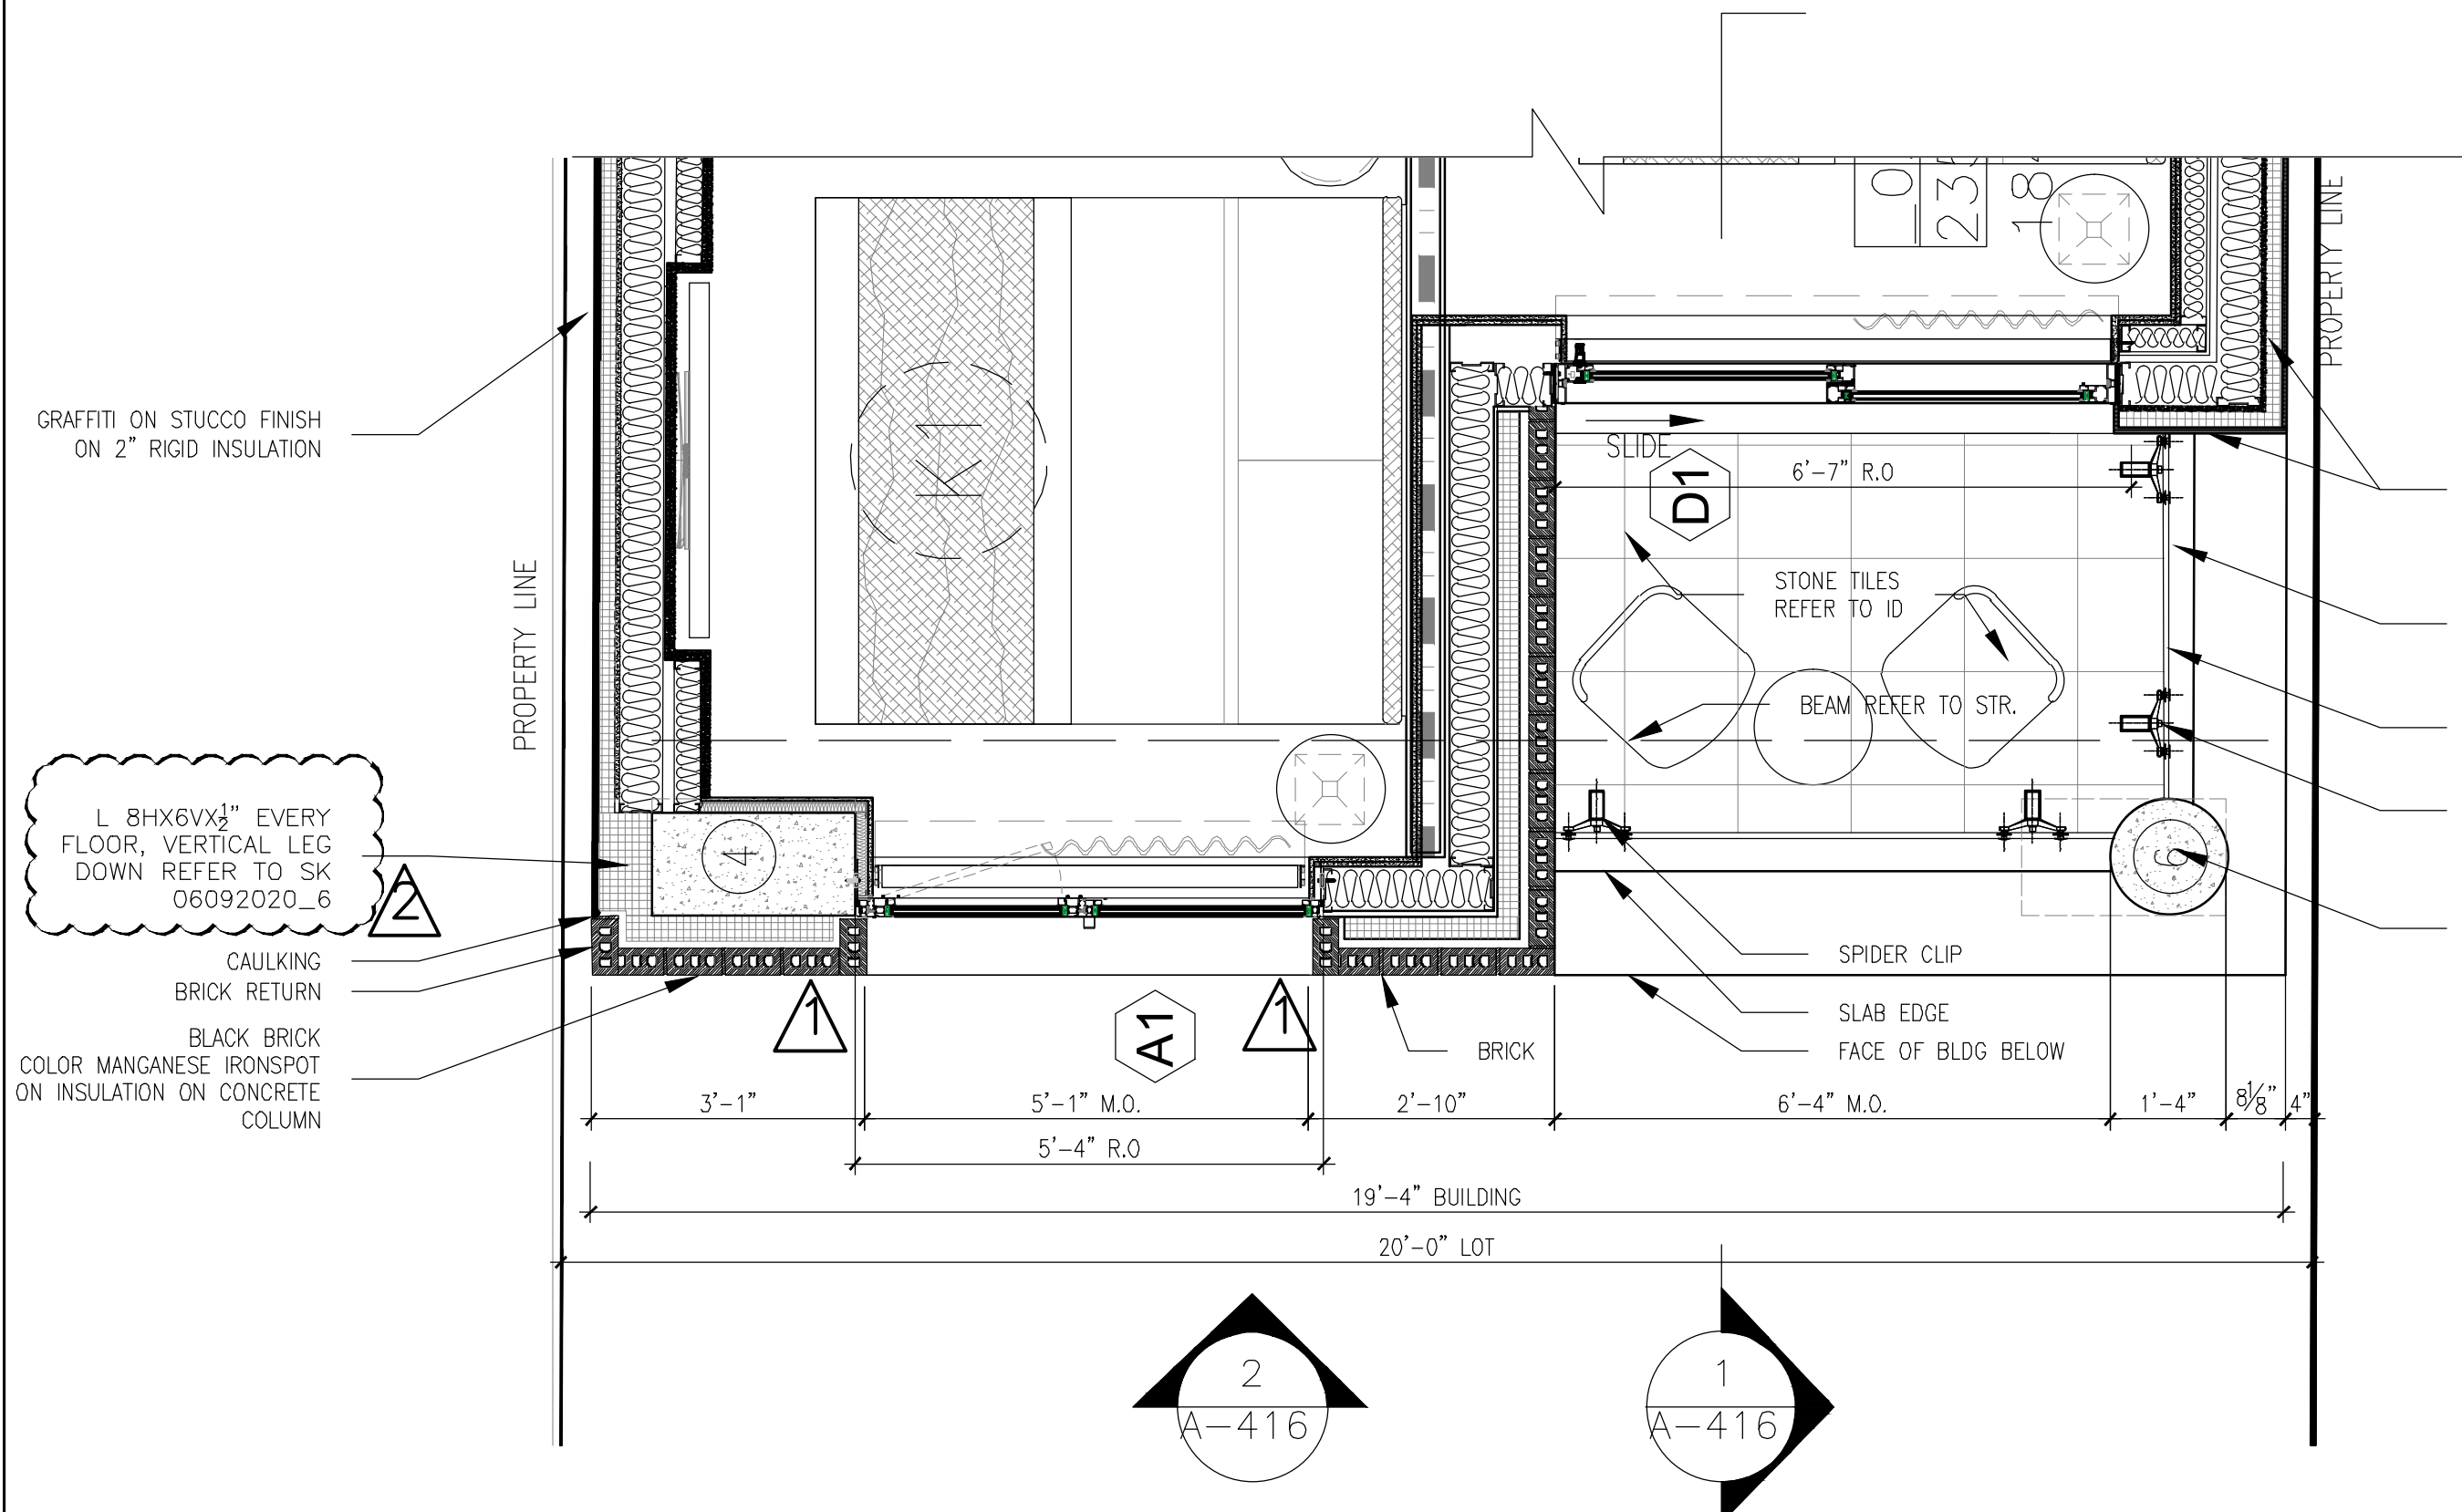 GRAFFITI ON STUCCO FINISH
ON 2" RIGID INSULATION
PROPERTY LINE
L 8HX6VX½" EVERY
FLOOR, VERTICAL LEG
DOWN REFER TO SK
06092020_6
2
CAULKING
BRICK RETURN
BLACK BRICK
COLOR MANGANESE IRONSPOT
ON INSULATION ON CONCRETE
COLUMN
K1
4
23
18
PROPERTY LINE
SLIDE
D1
6'-7" R.O
STONE TILES
REFER TO ID
BEAM REFER TO STR.
6
SPIDER CLIP
SLAB EDGE
FACE OF BLDG BELOW
BRICK
1
A1
1
3'-1"
5'-1" M.O.
2'-10"
6'-4" M.O.
1'-4"
8⅛"
4"
5'-4" R.O
19'-4" BUILDING
20'-0" LOT
2
A-416
1
A-416